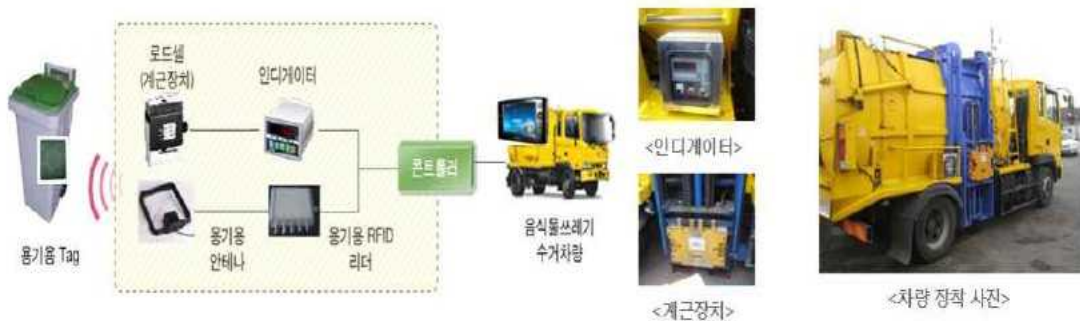 로드셀
(계근장치)
인디게이터
용기용 Tag
용기용
안테나
용기용 RFID
리더
콘트롤러
음식물쓰레기
수거차량
<인디게이터>
<계근장치>
<차량 장착 사진>